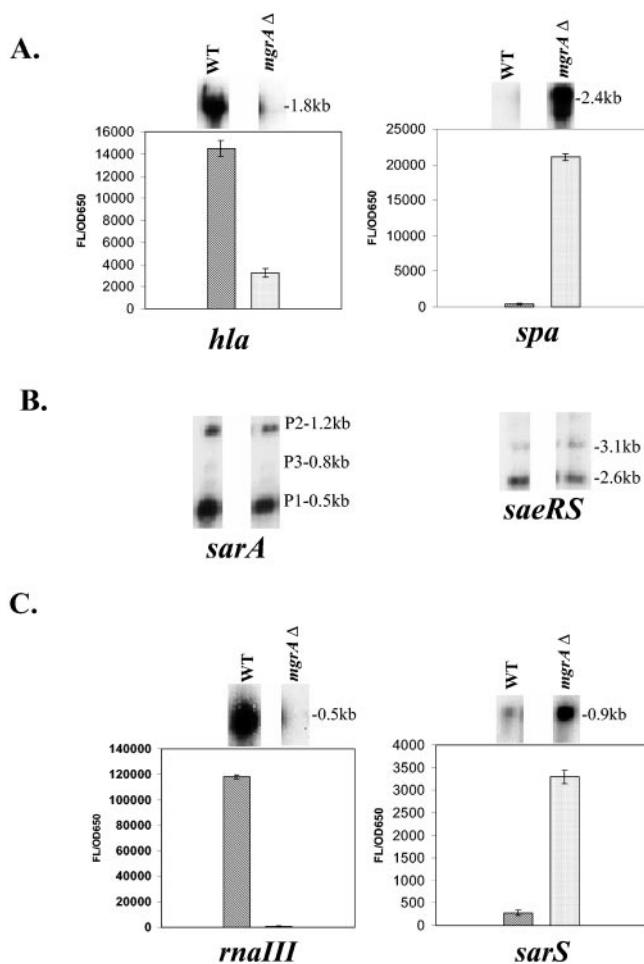 A.
WT
mgrA Δ
-1.8kb
16000
14000
12000
10000
8000
6000
4000
2000
0
FL/OD650
hla
WT
mgrA Δ
-2.4kb
25000
20000
15000
10000
5000
0
FL/OD650
spa
B.
P2-1.2kb
P3-0.8kb
P1-0.5kb
sarA
-3.1kb
-2.6kb
saeRS
C.
WT
mgrA Δ
-0.5kb
140000
120000
100000
80000
60000
40000
20000
0
FL/OD650
rnaIII
WT
mgrA Δ
-0.9kb
4000
3500
3000
2500
2000
1500
1000
500
0
FL/OD650
sarS